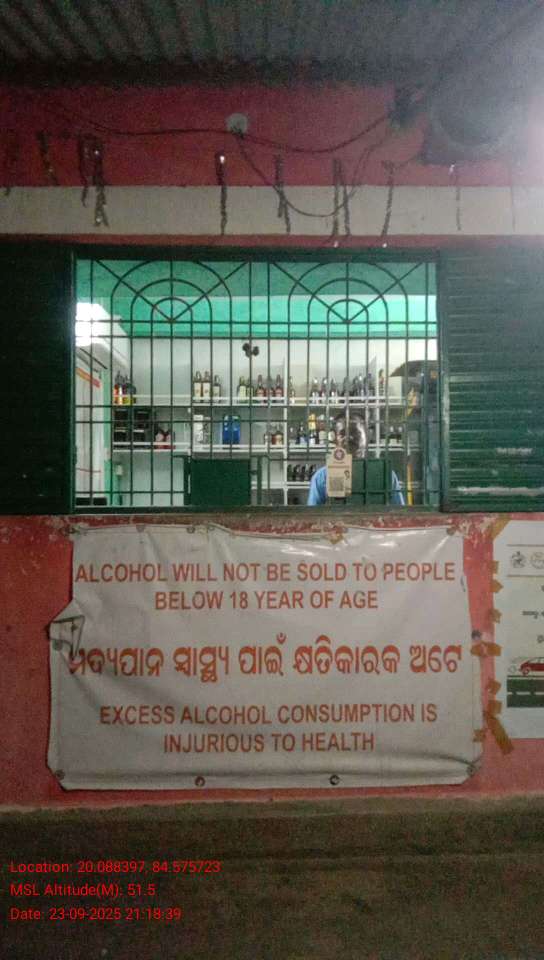 ALCOHOL WILL NOT BE SOLD TO PEOPLE
BELOW 18 YEAR OF AGE
ମଦ୍ୟପାନ ସ୍ୱାସ୍ଥ୍ୟ ପାଇଁ କ୍ଷତିକାରକ ଅଟେ
EXCESS ALCOHOL CONSUMPTION IS
INJURIOUS TO HEALTH
Location: 20.088397, 84.575723
MSL Altitude(M): 51.5
Date: 23-09-2025 21:18:39